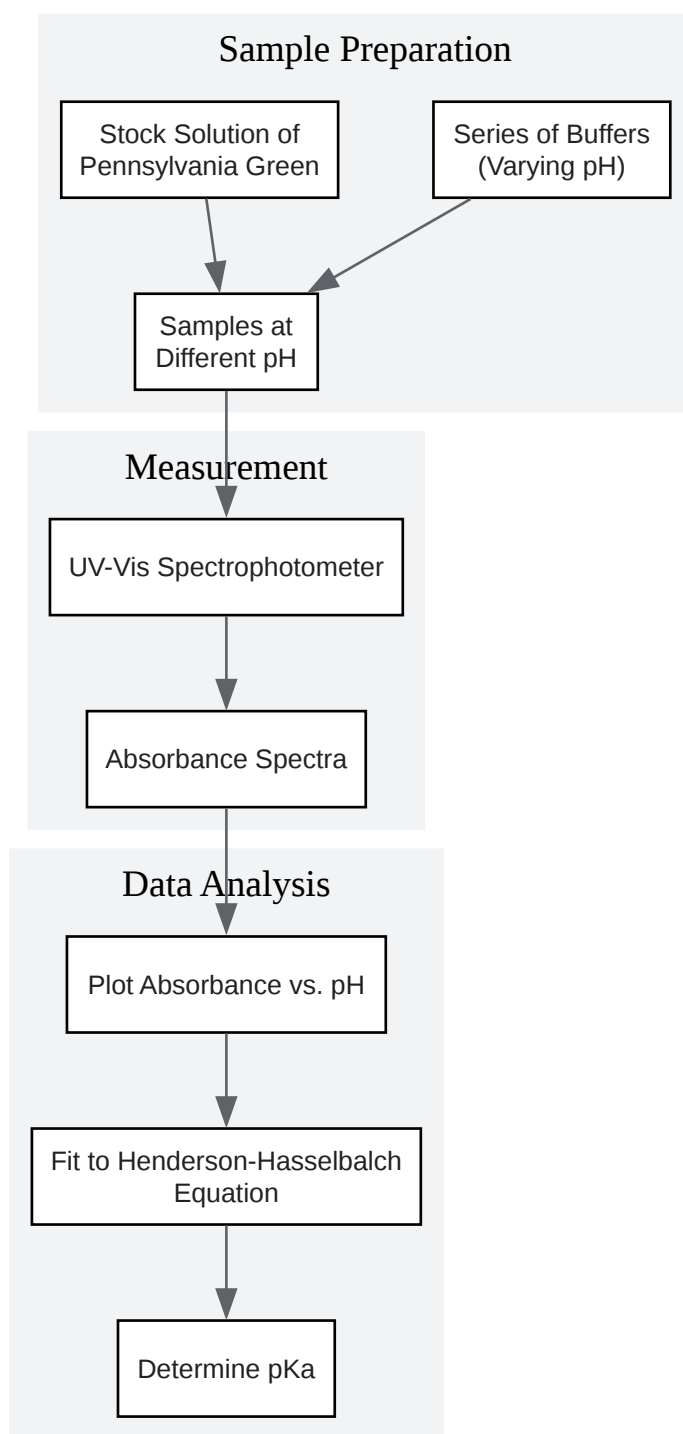 Sample Preparation
Stock Solution of
Pennsylvania Green
Series of Buffers
(Varying pH)
Samples at
Different pH
Measurement
UV-Vis Spectrophotometer
Absorbance Spectra
Data Analysis
Plot Absorbance vs. pH
Fit to Henderson-Hasselbalch
Equation
Determine pKa